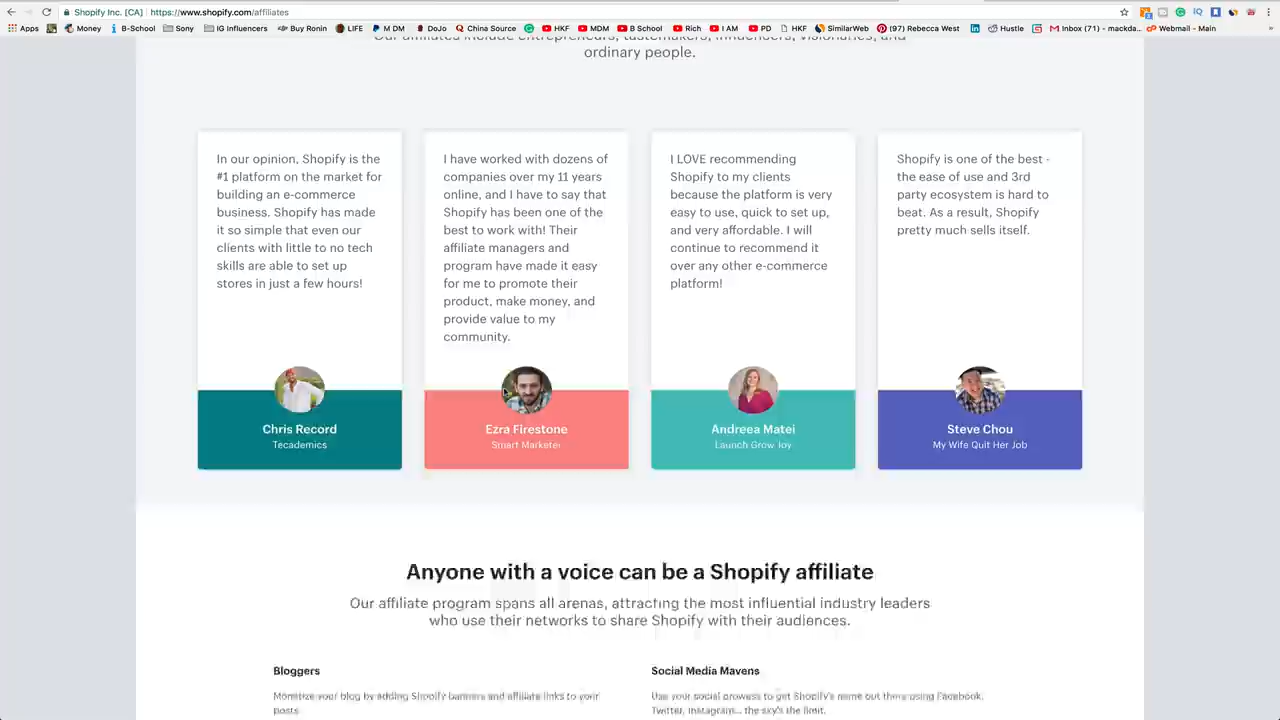 Shopify Inc. [CA]
https://www.shopify.com/affiliates
Apps Money B-School Sony IG Influencers Buy Ronin LIFE M DM DoJo China Source HKF MDM B School Rich I AM PD HKF SimilarWeb (97) Rebecca West Hustle Inbox (71) - mackda... Webmail - Main »
Our affiliates include entrepreneurs, tastemakers, influencers, visionaries, and
ordinary people.
In our opinion, Shopify is the
#1 platform on the market for
building an e-commerce
business. Shopify has made
it so simple that even our
clients with little to no tech
skills are able to set up
stores in just a few hours!
Chris Record
Tecademics
I have worked with dozens of
companies over my 11 years
online, and I have to say that
Shopify has been one of the
best to work with! Their
affiliate managers and
program have made it easy
for me to promote their
product, make money, and
provide value to my
community.
Ezra Firestone
Smart Marketer
I LOVE recommending
Shopify to my clients
because the platform is very
easy to use, quick to set up,
and very affordable. I will
continue to recommend it
over any other e-commerce
platform!
Andreea Matei
Launch Grow Joy
Shopify is one of the best -
the ease of use and 3rd
party ecosystem is hard to
beat. As a result, Shopify
pretty much sells itself.
Steve Chou
My Wife Quit Her Job
Anyone with a voice can be a Shopify affiliate
Our affiliate program spans all arenas, attracting the most influential industry leaders
who use their networks to share Shopify with their audiences.
Bloggers
Monetize your blog by adding Shopify banners and affiliate links to your
posts.
Social Media Mavens
Use your social prowess to get Shopify's name out there using Facebook,
Twitter, Instagram... the sky's the limit.